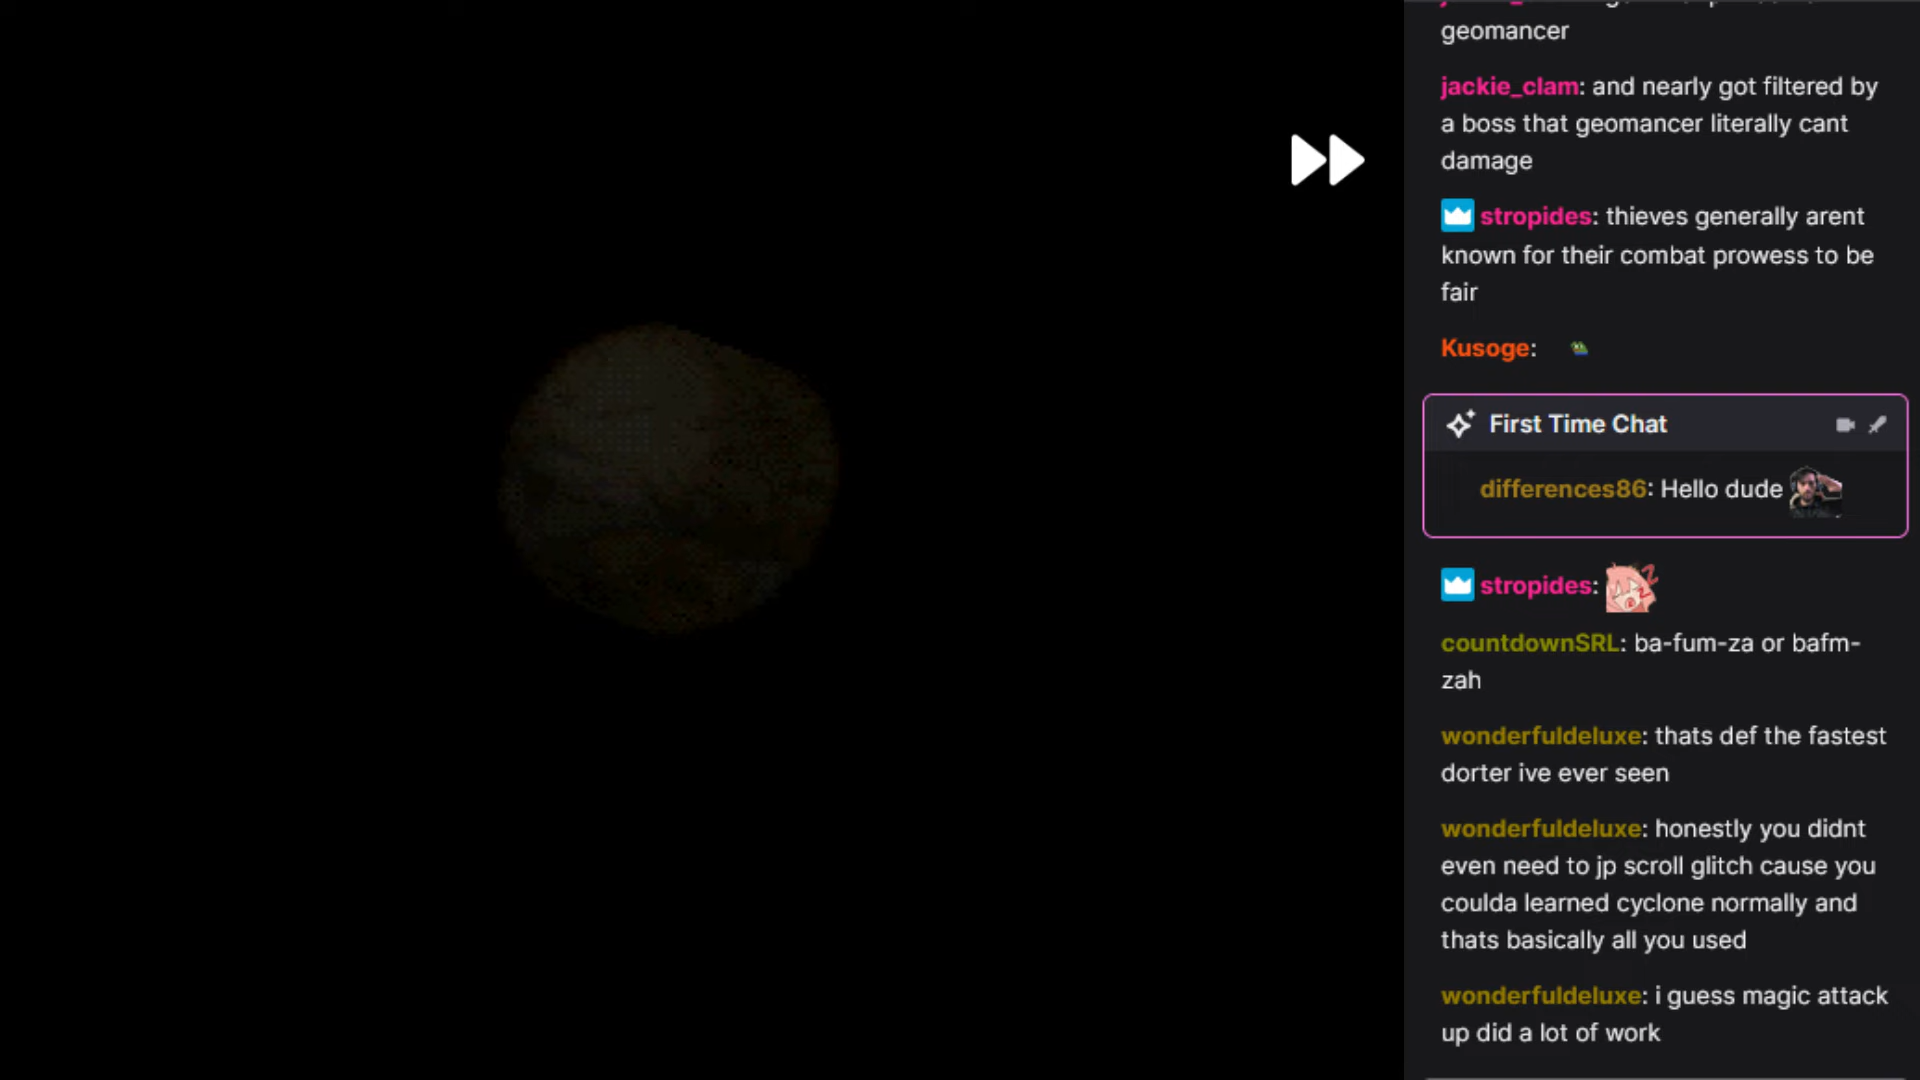 geomancer
jackie_clam: and nearly got filtered by
a boss that geomancer literally cant
damage
stropides: thieves generally arent
known for their combat prowess to be
fair
Kusoge:
First Time Chat
differences86: Hello dude
stropides:
countdownSRL: ba-fum-za or bafm-
zah
wonderfuldeluxe: thats def the fastest
dorter ive ever seen
wonderfuldeluxe: honestly you didnt
even need to jp scroll glitch cause you
coulda learned cyclone normally and
thats basically all you used
wonderfuldeluxe: i guess magic attack
up did a lot of work